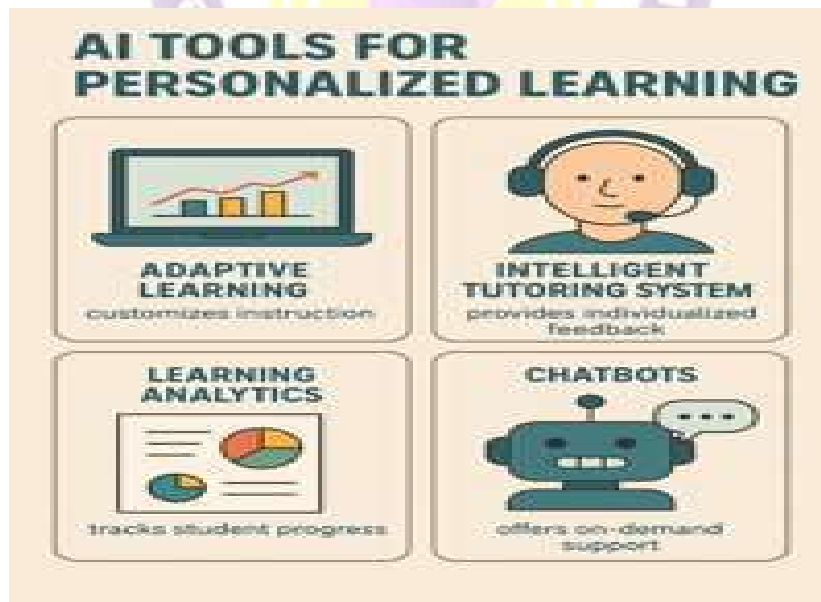 AI TOOLS FOR
PERSONALIZED LEARNING
ADAPTIVE
LEARNING
customizes instruction
INTELLIGENT
TUTORING SYSTEM
provides individualized
feedback
LEARNING
ANALYTICS
tracks student progress
CHATBOTS
offers on-demand
support